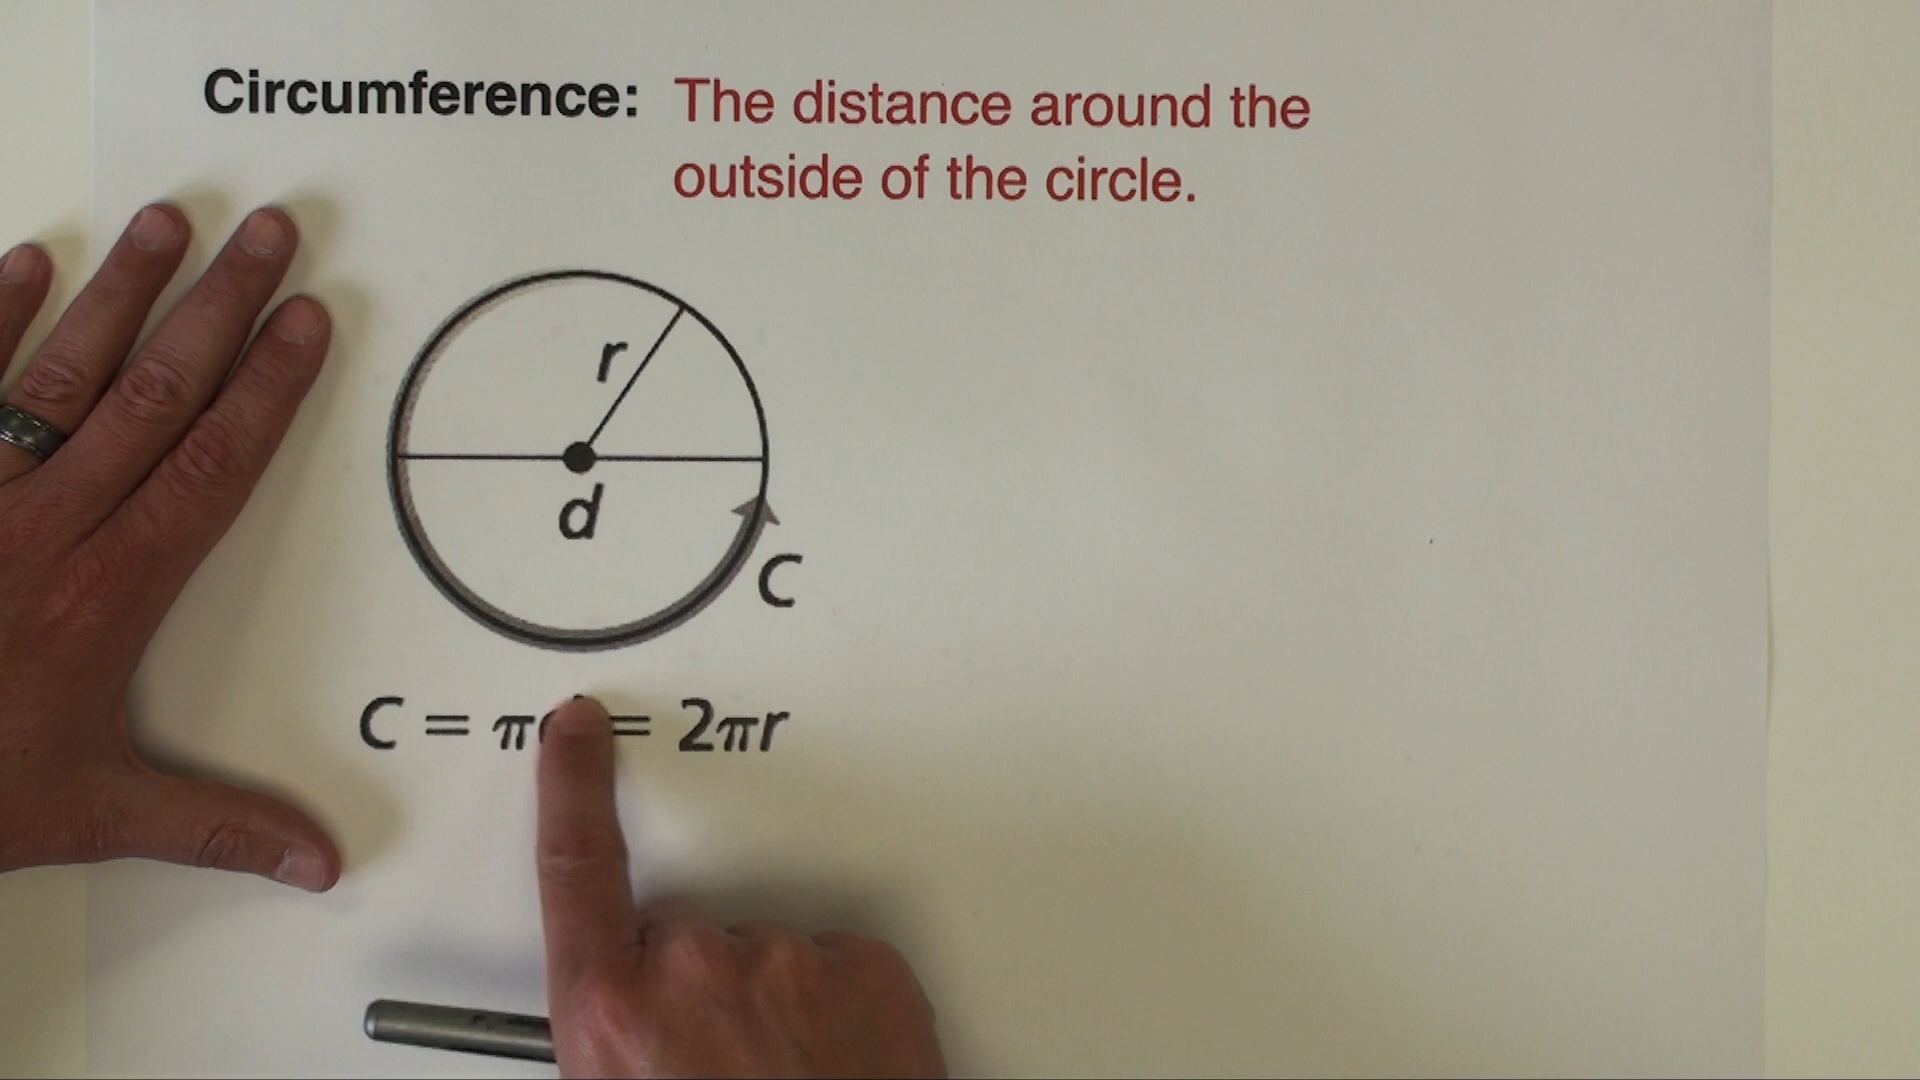 Circumference: The distance around the
outside of the circle.
r
d
C
C = π = 2πr